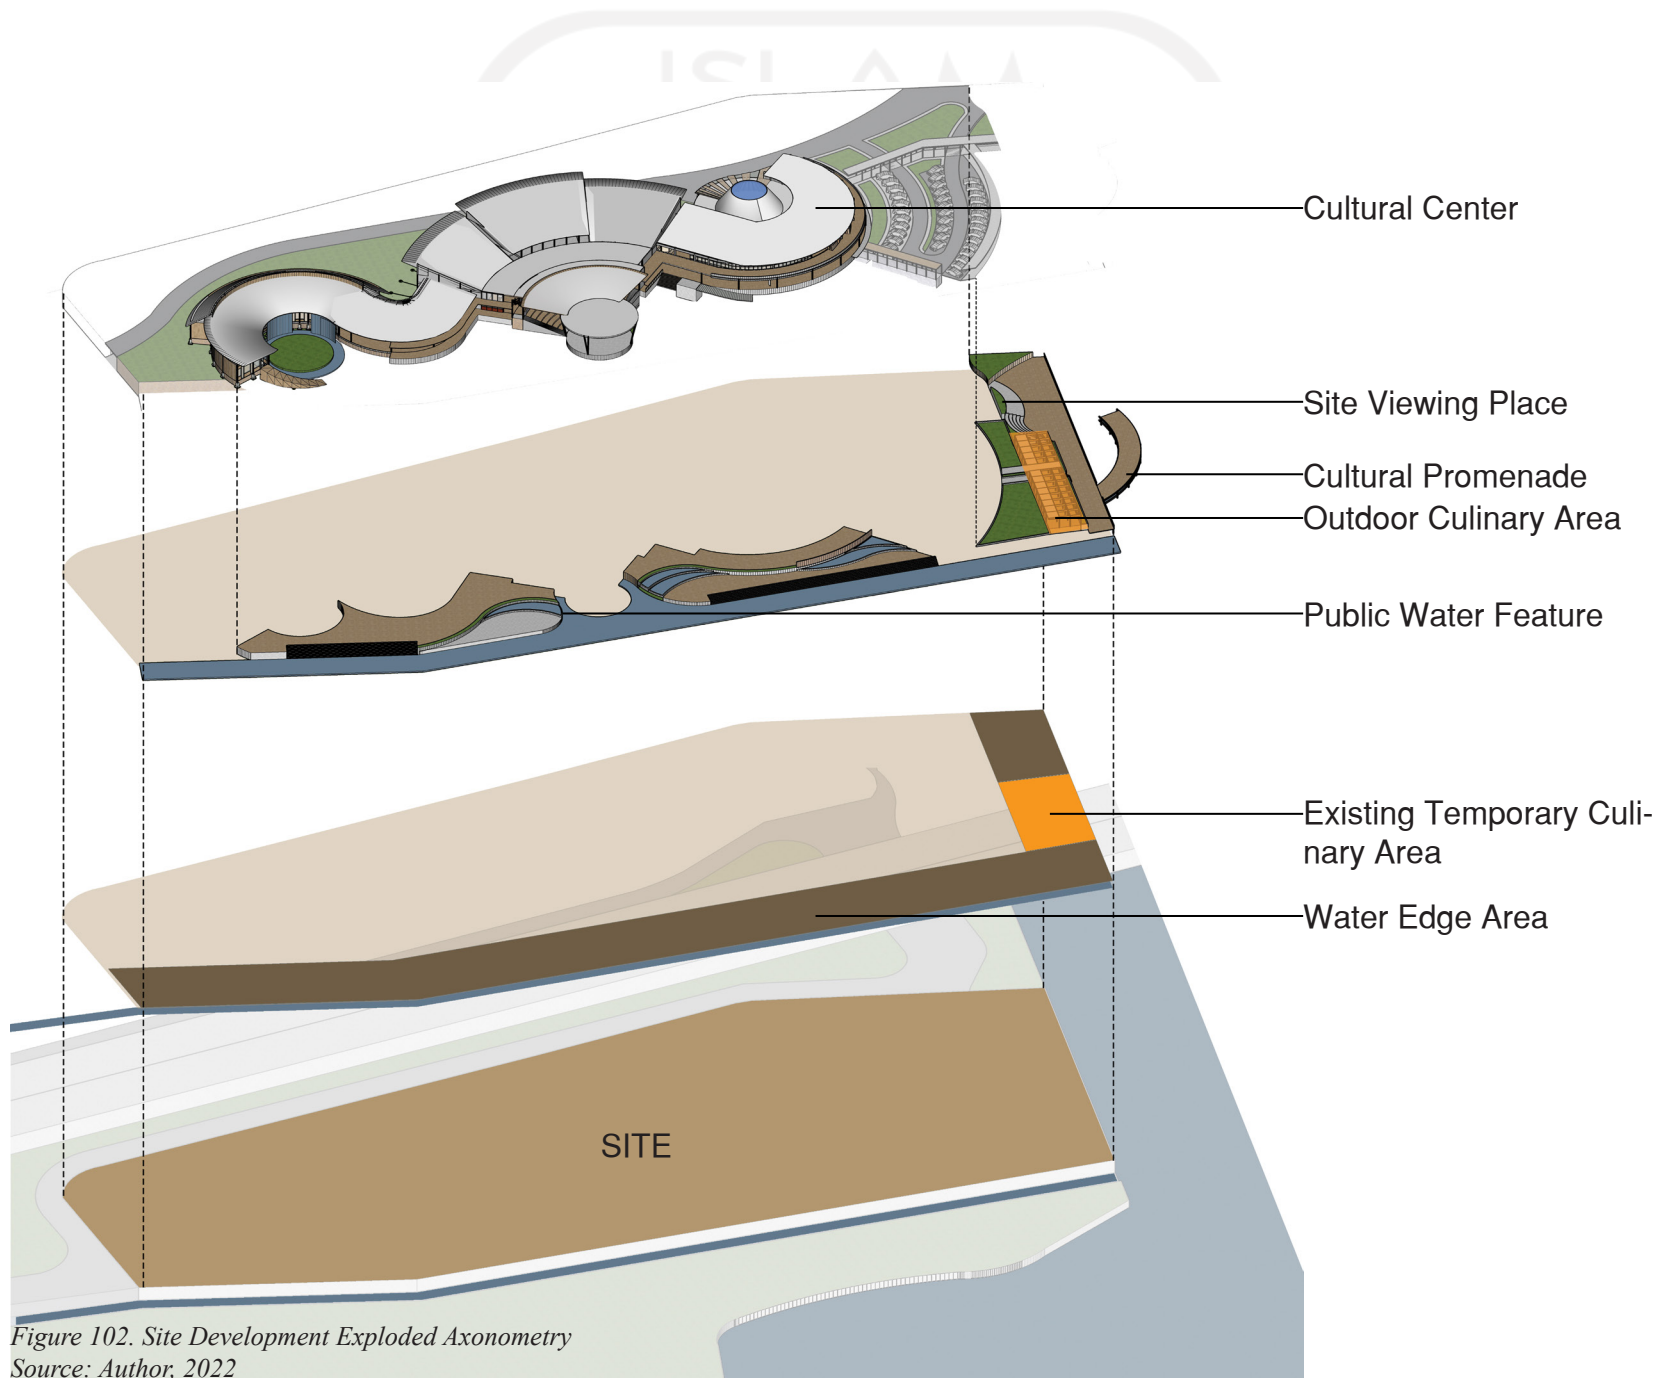 ISLAM
Cultural Center
Site Viewing Place
Cultural Promenade
Outdoor Culinary Area
Public Water Feature
Existing Temporary Culi-
nary Area
Water Edge Area
SITE
Figure 102. Site Development Exploded Axonometry
Source: Author, 2022